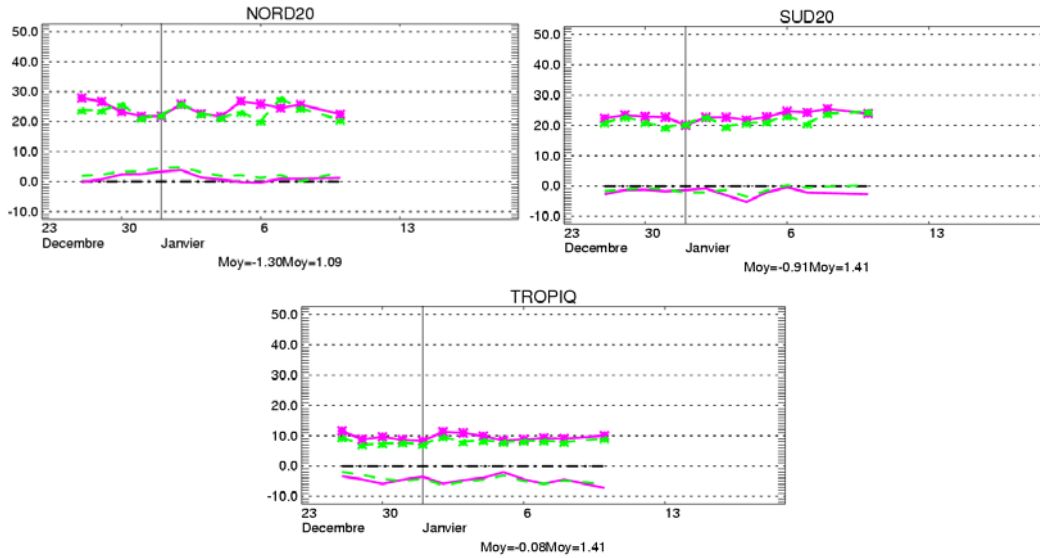 NORD20
50.0
40.0
30.0
20.0
10.0
0.0
-10.0
23 30 6 13
Decembre Janvier
Moy=-1.30Moy=1.09
SUD20
50.0
40.0
30.0
20.0
10.0
0.0
-10.0
23 30 6 13
Decembre Janvier
Moy=-0.91Moy=1.41
TROPIQ
50.0
40.0
30.0
20.0
10.0
0.0
-10.0
23 30 6 13
Decembre Janvier
Moy=-0.08Moy=1.41